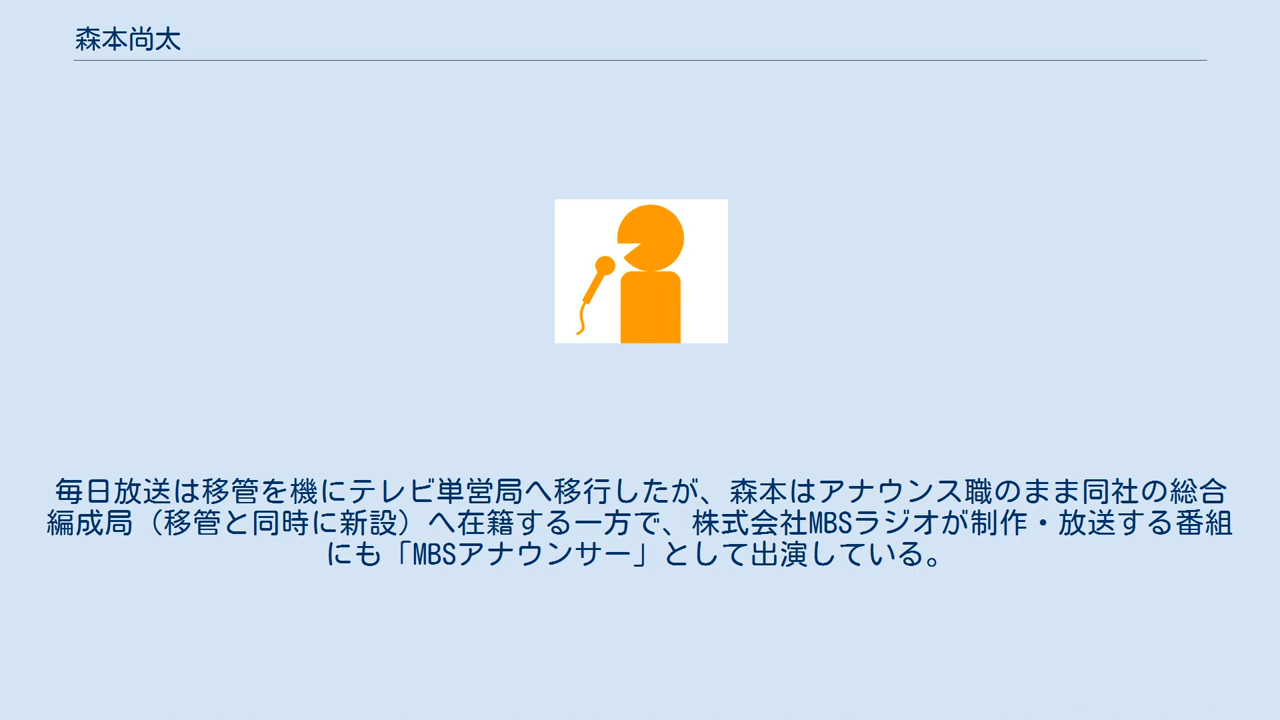 森本尚太
毎日放送は移管を機にテレビ単営局へ移行したが、森本はアナウンス職のまま同社の総合
編成局（移管と同時に新設）へ在籍する一方で、株式会社MBSラジオが制作・放送する番組
にも「MBSアナウンサー」として出演している。